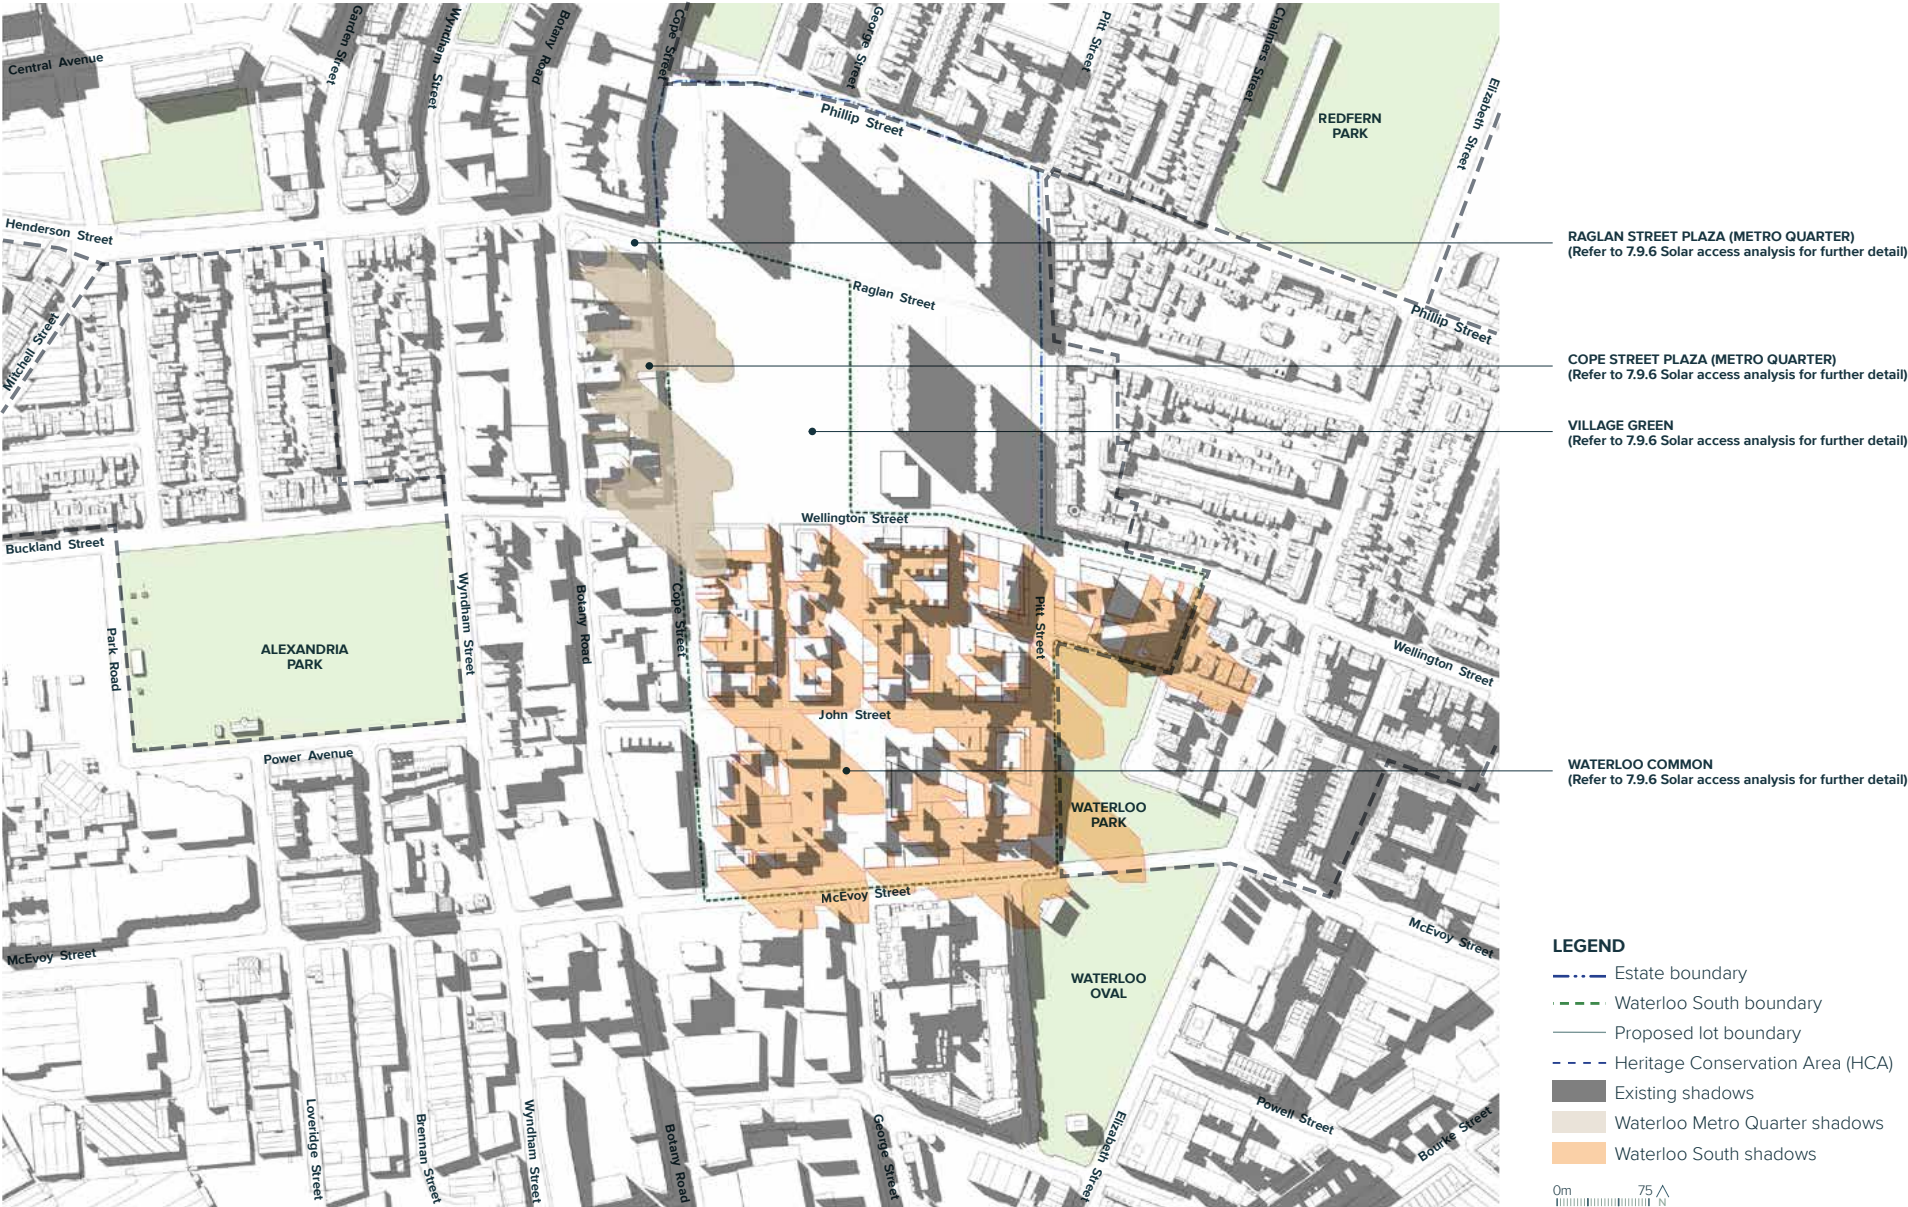 Central Avenue
Garden Street
Wyndham Street
Botany Road
Cope Street
George Street
Pitt Street
Chalmers Street
Elizabeth Street
Phillip Street
REDFERN
PARK
Henderson Street
RAGLAN STREET PLAZA (METRO QUARTER)
(Refer to 7.9.6 Solar access analysis for further detail)
Raglan Street
Phillip Street
Mitchell Street
COPE STREET PLAZA (METRO QUARTER)
(Refer to 7.9.6 Solar access analysis for further detail)
VILLAGE GREEN
(Refer to 7.9.6 Solar access analysis for further detail)
Wellington Street
Buckland Street
Park Road
ALEXANDRIA
PARK
Wyndham Street
Botany Road
Cope Street
Pitt Street
Wellington Street
John Street
Power Avenue
WATERLOO COMMON
(Refer to 7.9.6 Solar access analysis for further detail)
WATERLOO
PARK
McEvoy Street
McEvoy Street
McEvoy Street
WATERLOO
OVAL
Loveridge Street
Brennan Street
Wyndham Street
Botany Road
George Street
Elizabeth Street
Powell Street
Bourke Street
LEGEND
Estate boundary
Waterloo South boundary
Proposed lot boundary
Heritage Conservation Area (HCA)
Existing shadows
Waterloo Metro Quarter shadows
Waterloo South shadows
0m 75
N